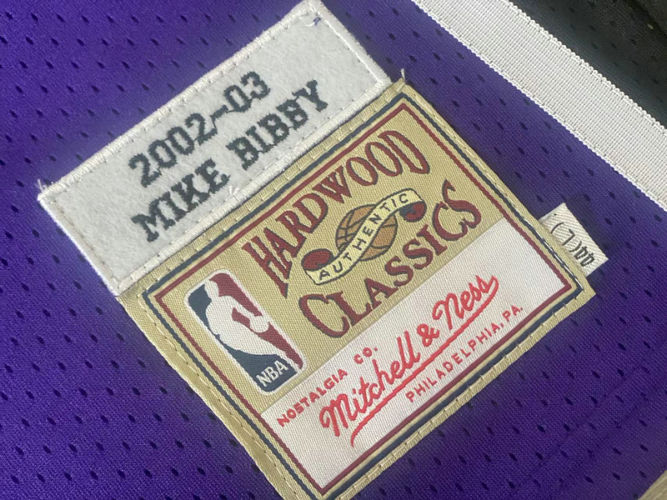 2002-03
MIKE BIBBY
HARDWOOD
AUTHENTIC
CLASSICS
NBA
NOSTALGIA CO.
Mitchell & Ness
PHILADELPHIA, PA.